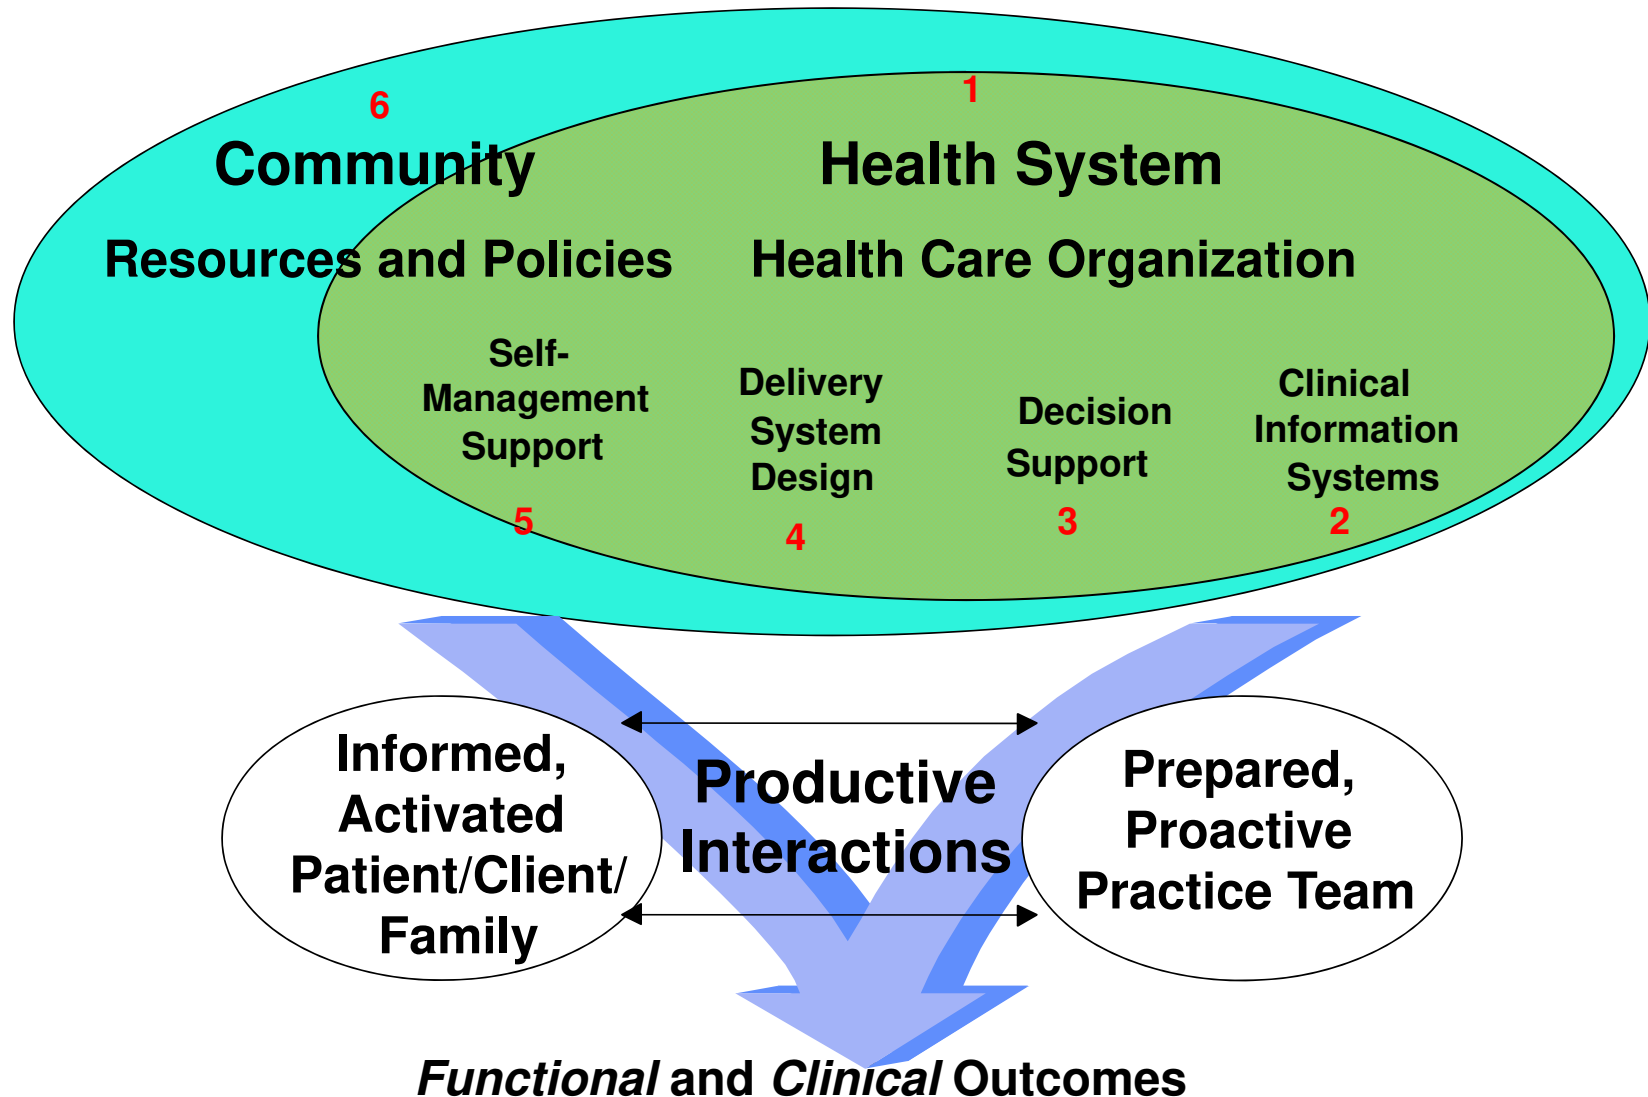 6
1
Community
Health System
Resources and Policies
Health Care Organization
Self-
Management
Support
5
Delivery
System
Design
4
Decision
Support
3
Clinical
Information
Systems
2
Informed,
Activated
Patient/Client/
Family
Productive
Interactions
Prepared,
Proactive
Practice Team
Functional and Clinical Outcomes